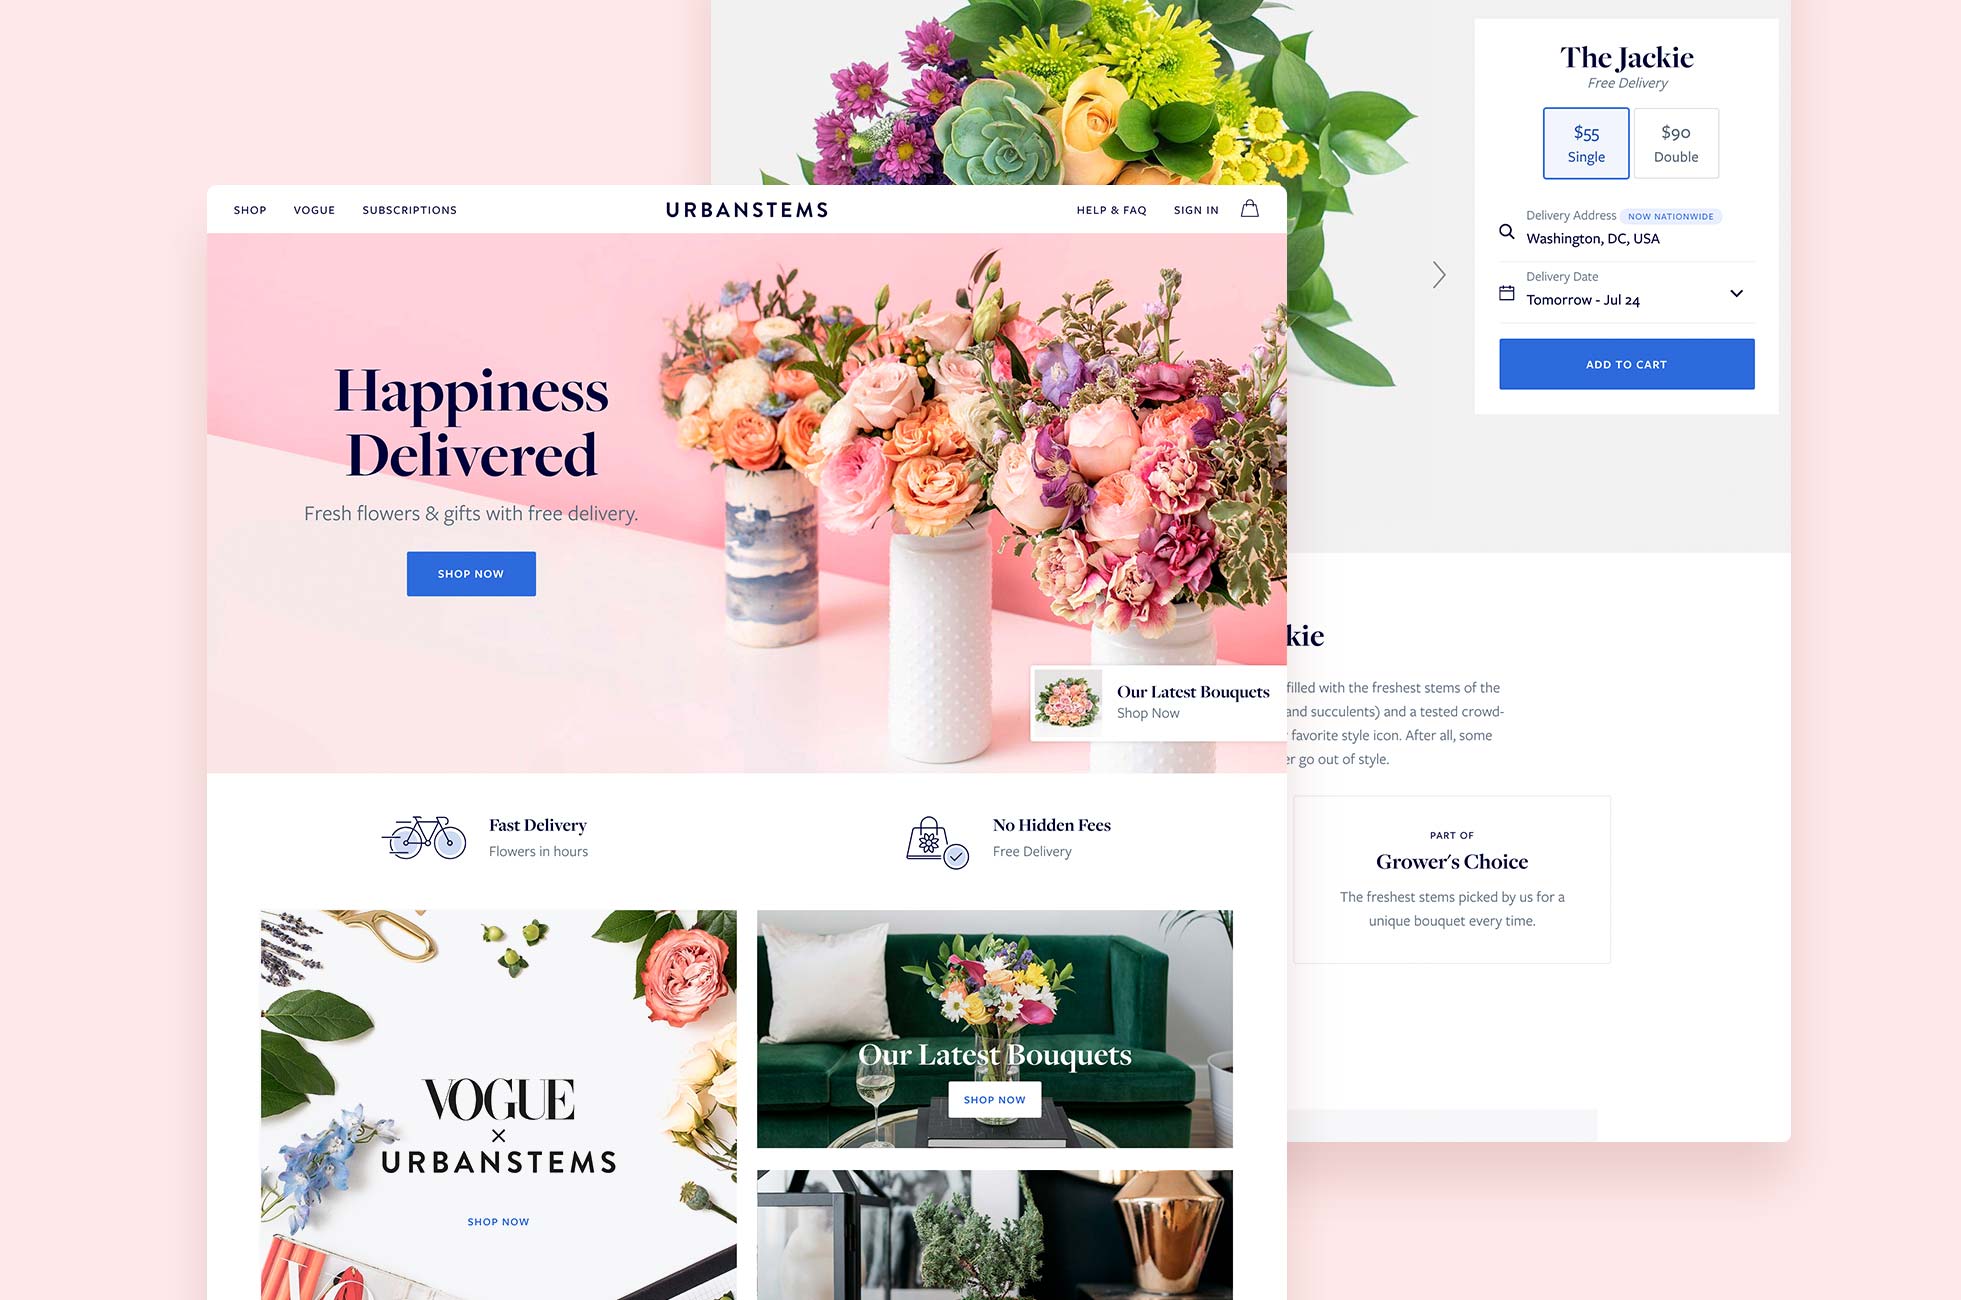 The Jackie
Free Delivery
$55
Single
$90
Double
Delivery Address NOW NATIONWIDE
Washington, DC, USA
Delivery Date
Tomorrow - Jul 24
ADD TO CART
SHOP VOGUE SUBSCRIPTIONS
URBANSTEMS
HELP & FAQ SIGN IN
Happiness
Delivered
Fresh flowers & gifts with free delivery.
SHOP NOW
Our Latest Bouquets
Shop Now
Fast Delivery
Flowers in hours
No Hidden Fees
Free Delivery
VOGUE
×
URBANSTEMS
SHOP NOW
Our Latest Bouquets
SHOP NOW
kie
filled with the freshest stems of the
and succulents) and a tested crowd-
favorite style icon. After all, some
er go out of style.
PART OF
Grower's Choice
The freshest stems picked by us for a
unique bouquet every time.